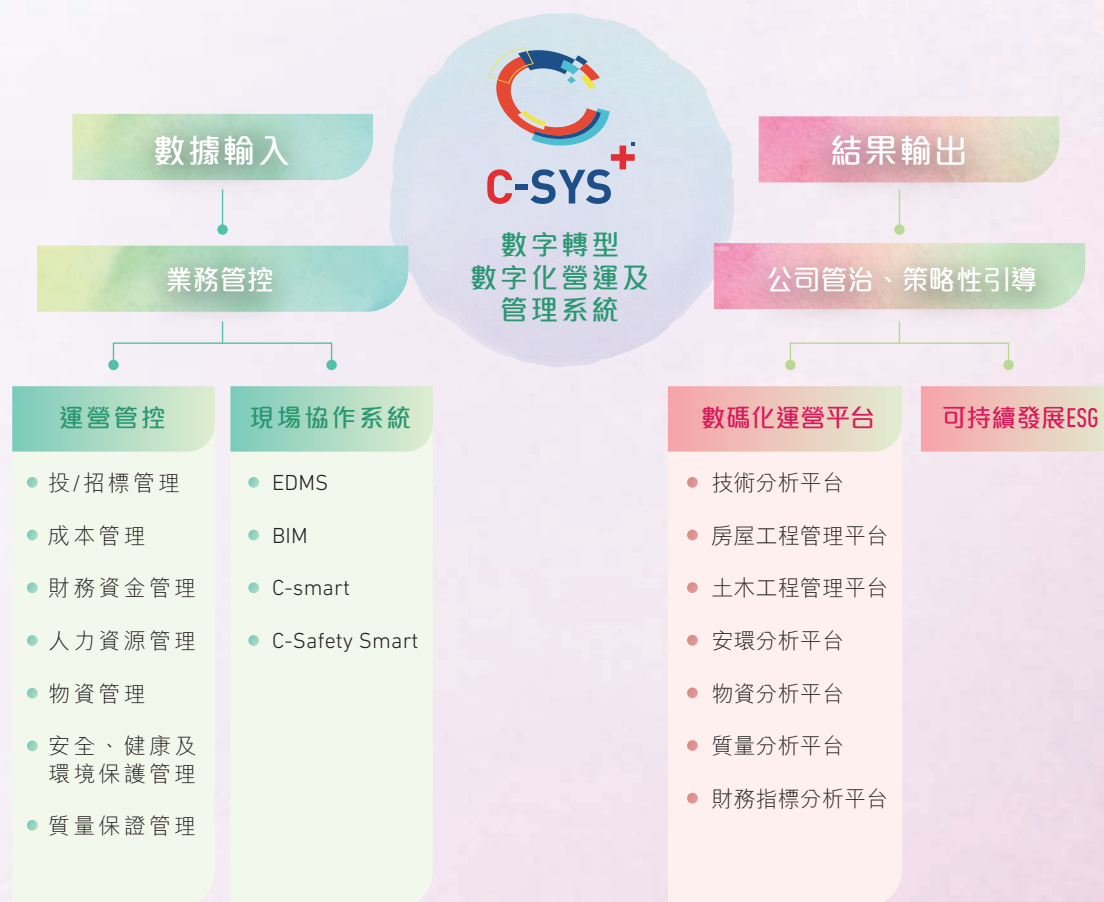 C-SYS+
數字轉型
數字化營運及
管理系統
數據輸入
業務管控
運營管控
投/招標管理
成本管理
財務資金管理
人力資源管理
物資管理
安全、健康及
環境保護管理
質量保證管理
現場協作系統
EDMS
BIM
C-smart
C-Safety Smart
結果輸出
公司管治、策略性引導
數碼化運營平台
技術分析平台
房屋工程管理平台
土木工程管理平台
安環分析平台
物資分析平台
質量分析平台
財務指標分析平台
可持續發展ESG